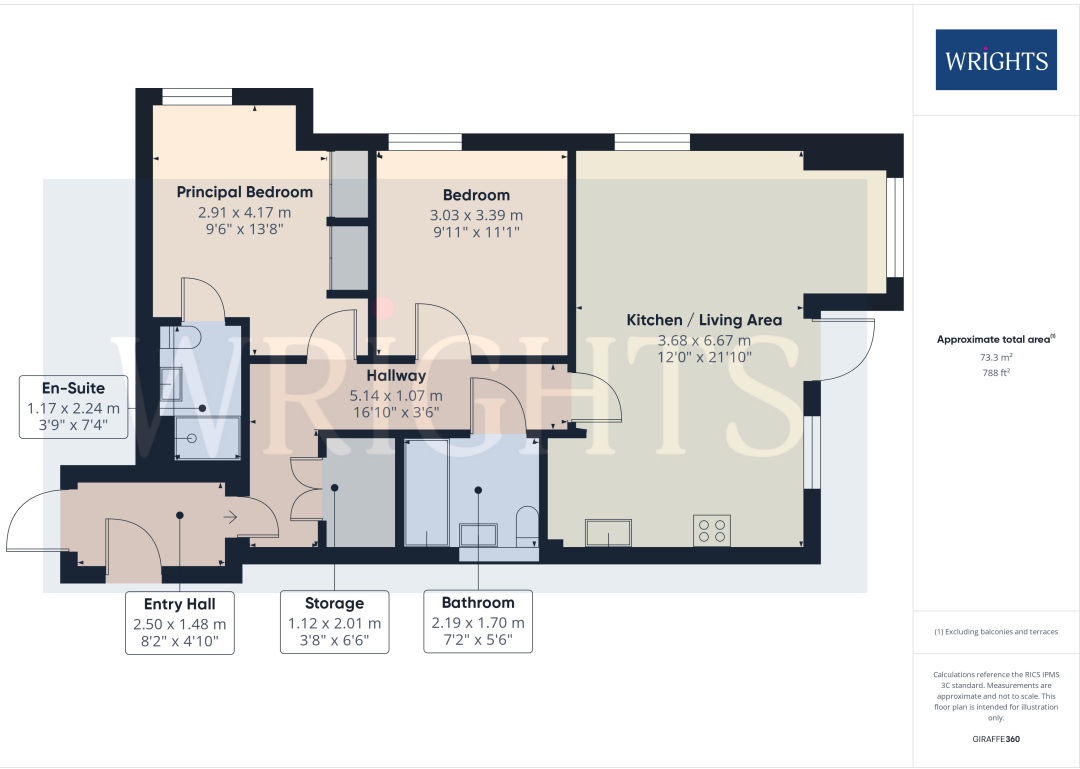 WRIGHTS
Principal Bedroom
2.91 x 4.17 m
9'6" x 13'8"
Bedroom
3.03 x 3.39 m
9'11" x 11'1"
Kitchen / Living Area
3.68 x 6.67 m
12'0" x 21'10"
Hallway
5.14 x 1.07 m
16'10" x 3'6"
En-Suite
1.17 x 2.24 m
3'9" x 7'4"
WRIGHTS
Entry Hall
2.50 x 1.48 m
8'2" x 4'10"
Storage
1.12 x 2.01 m
3'8" x 6'6"
Bathroom
2.19 x 1.70 m
7'2" x 5'6"
Approximate total area(1)
73.3 m²
788 ft²
(1) Excluding balconies and terraces
Calculations reference the RICS IPMS
3C standard. Measurements are
approximate and not to scale. This
floor plan is intended for illustration
only.
GIRAFFE360